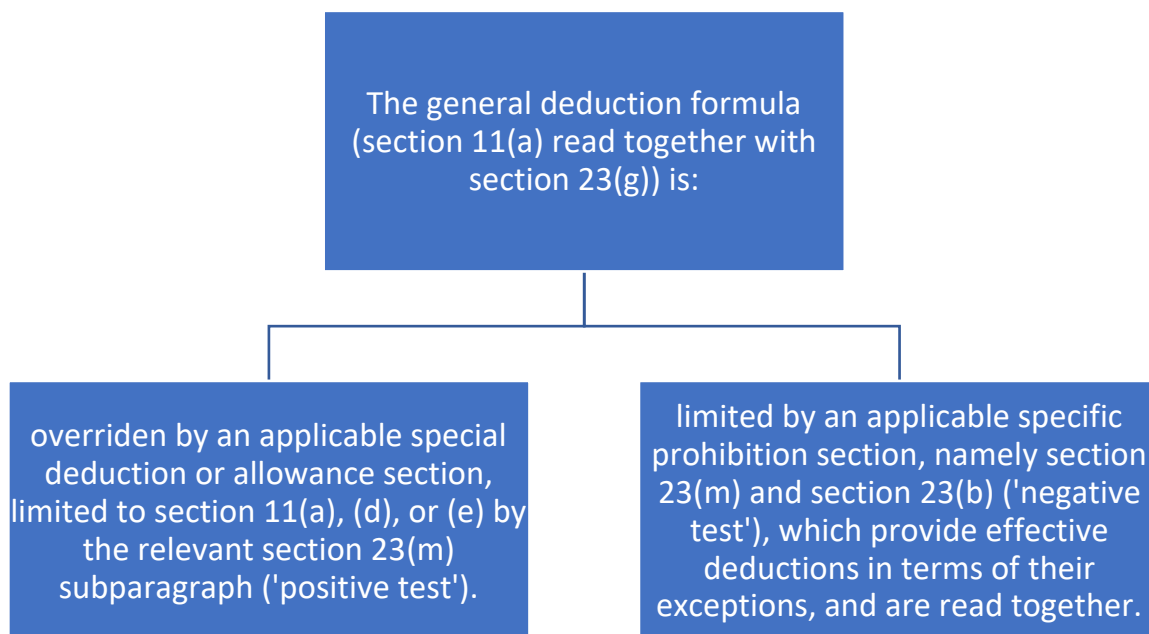 The general deduction formula
(section 11(a) read together with
section 23(g)) is:
overriden by an applicable special
deduction or allowance section,
limited to section 11(a), (d), or (e) by
the relevant section 23(m)
subparagraph ('positive test').
limited by an applicable specific
prohibition section, namely section
23(m) and section 23(b) ('negative
test'), which provide effective
deductions in terms of their
exceptions, and are read together.